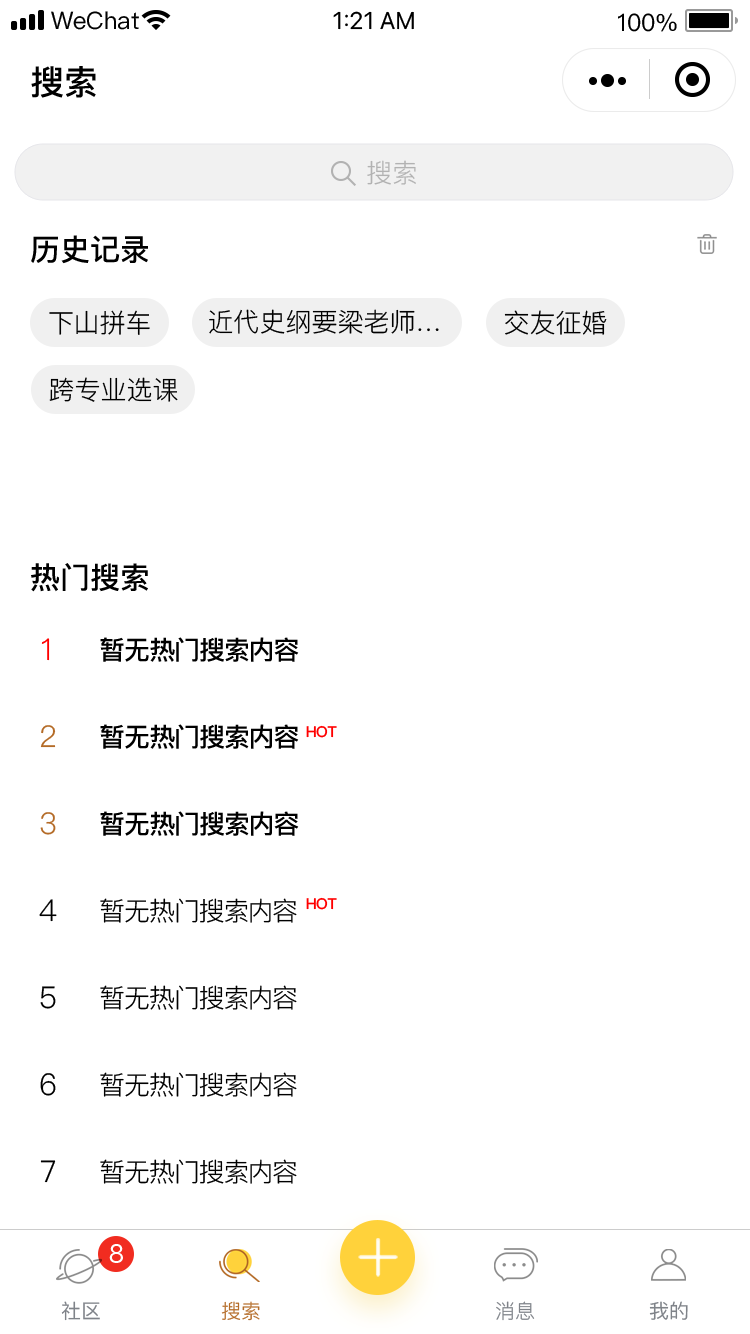 WeChat 1:21 AM 100%
搜索
搜索
历史记录
下山拼车 近代史纲要梁老师... 交友征婚
跨专业选课
热门搜索
1 暂无热门搜索内容
2 暂无热门搜索内容 HOT
3 暂无热门搜索内容
4 暂无热门搜索内容 HOT
5 暂无热门搜索内容
6 暂无热门搜索内容
7 暂无热门搜索内容
8
社区 搜索 消息 我的